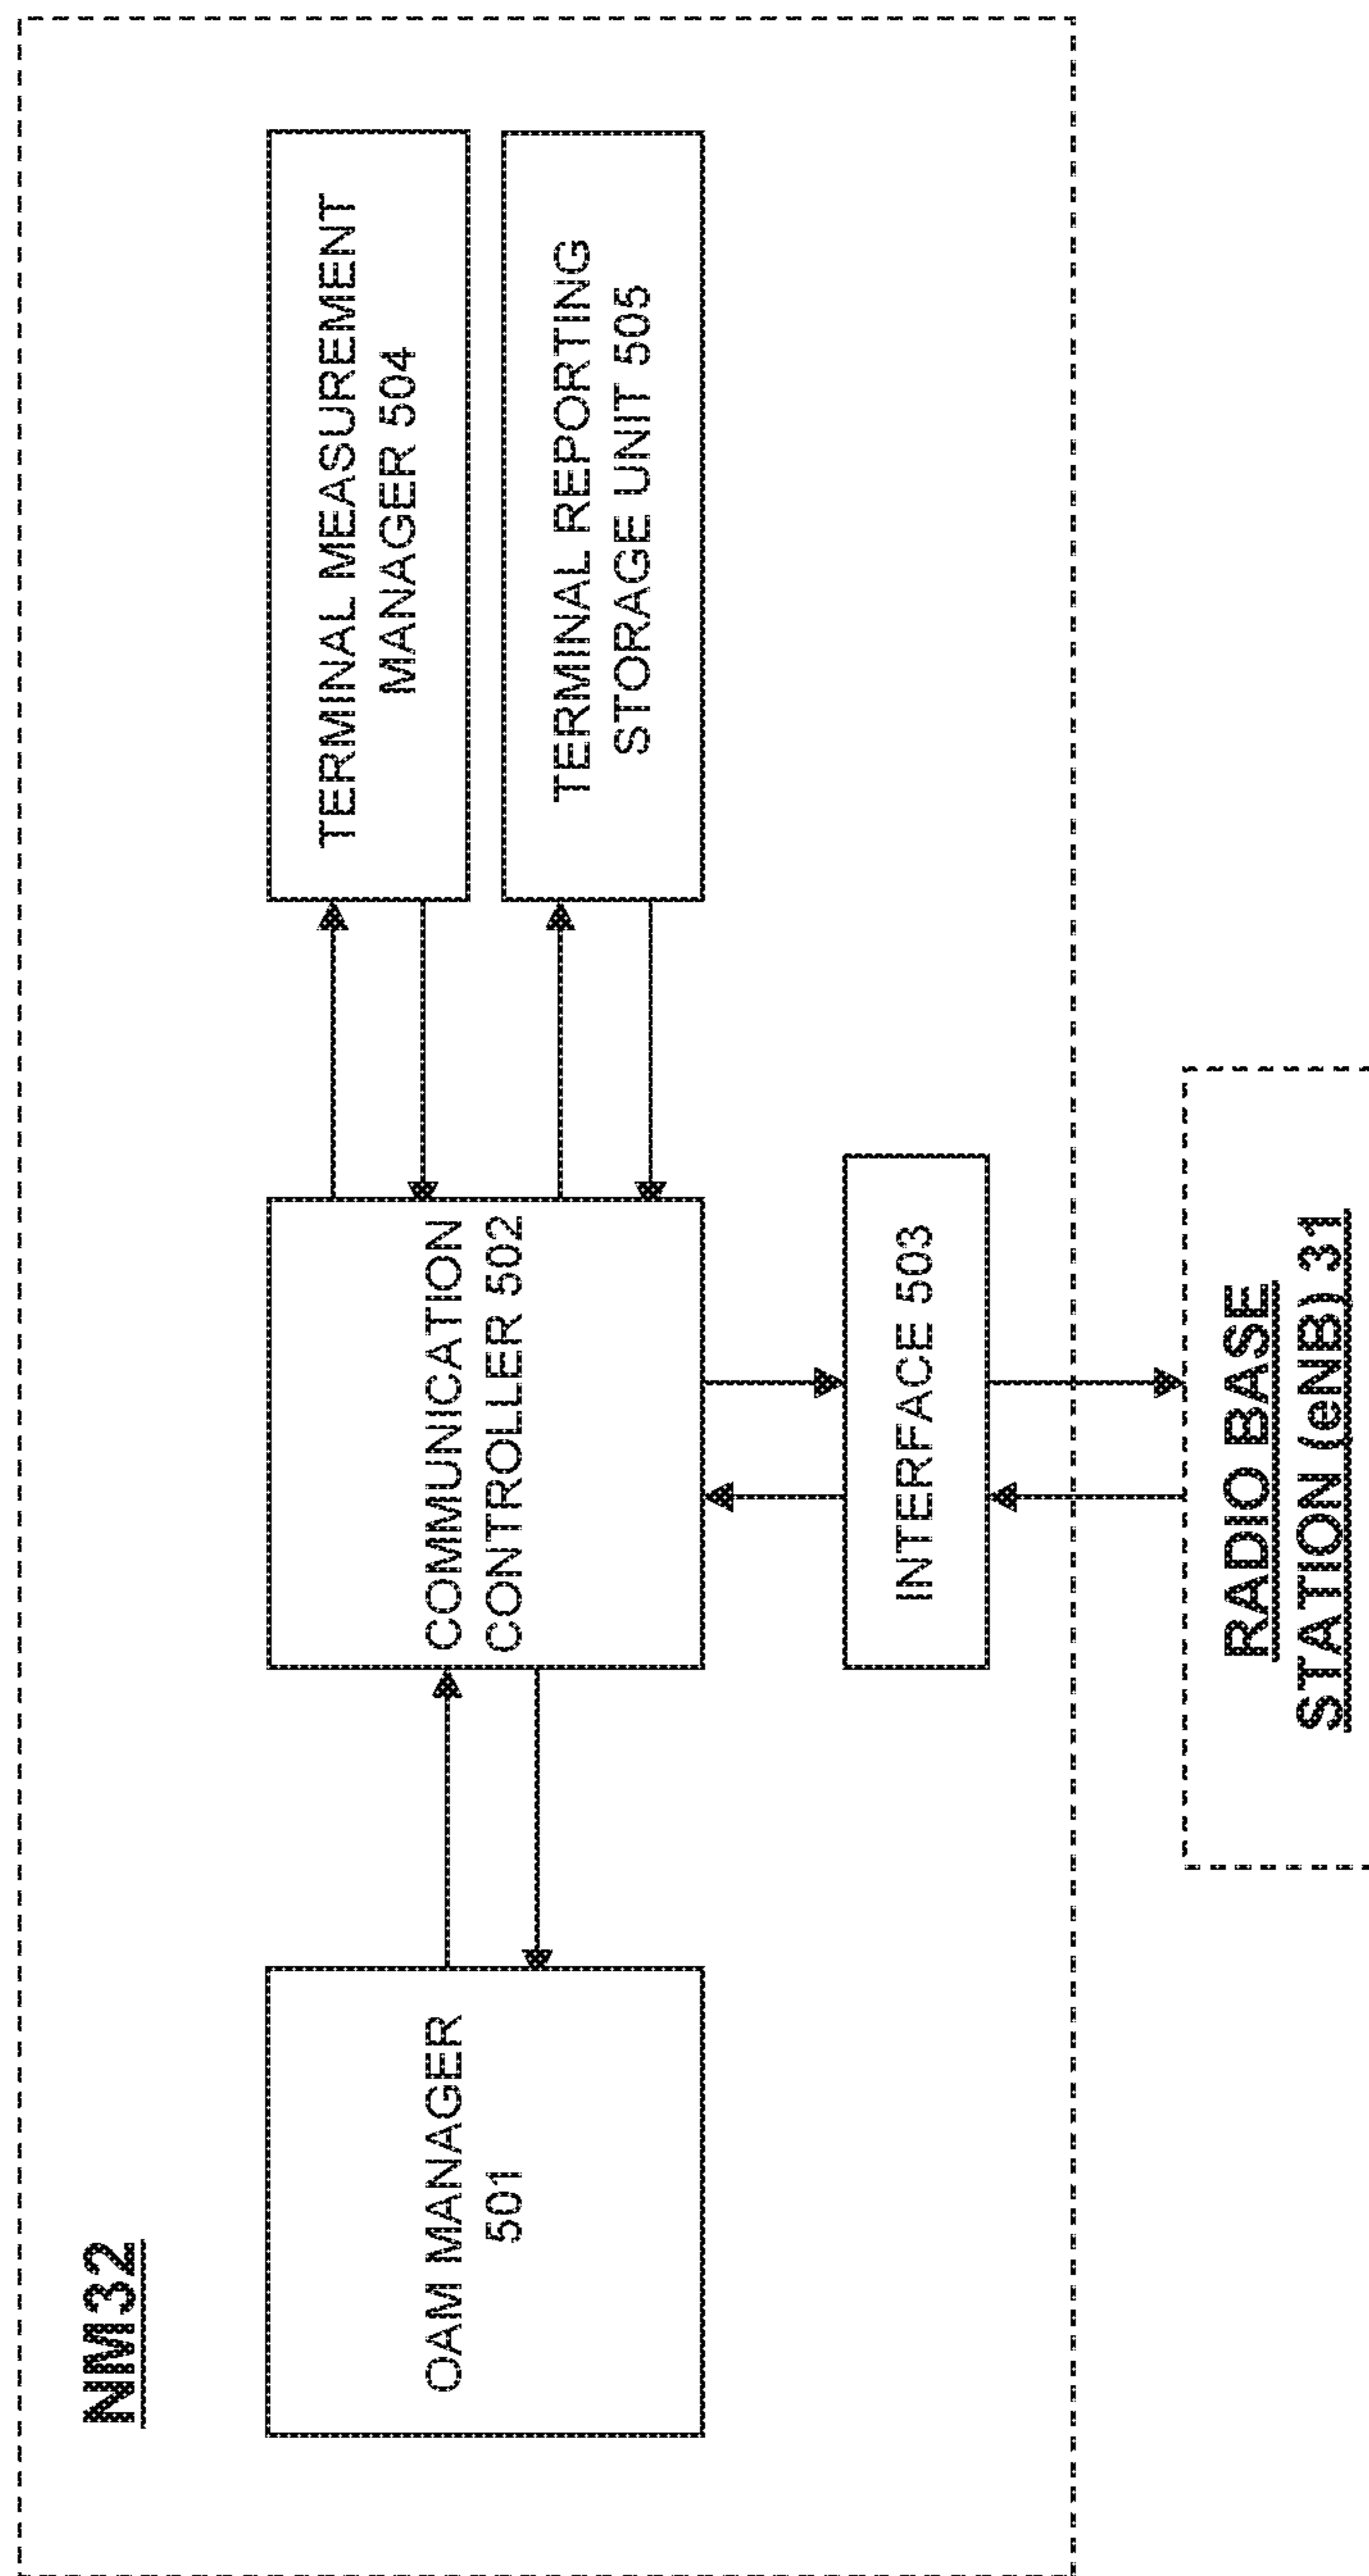 NM32
OAM MANAGER
501
COMMUNICATION
CONTROLLER 502
TERMINAL MEASUREMENT
MANAGER 504
TERMINAL REPORTING
STORAGE UNIT 505
INTERFACE 503
RADIO BASE
STATION (eNB) 31